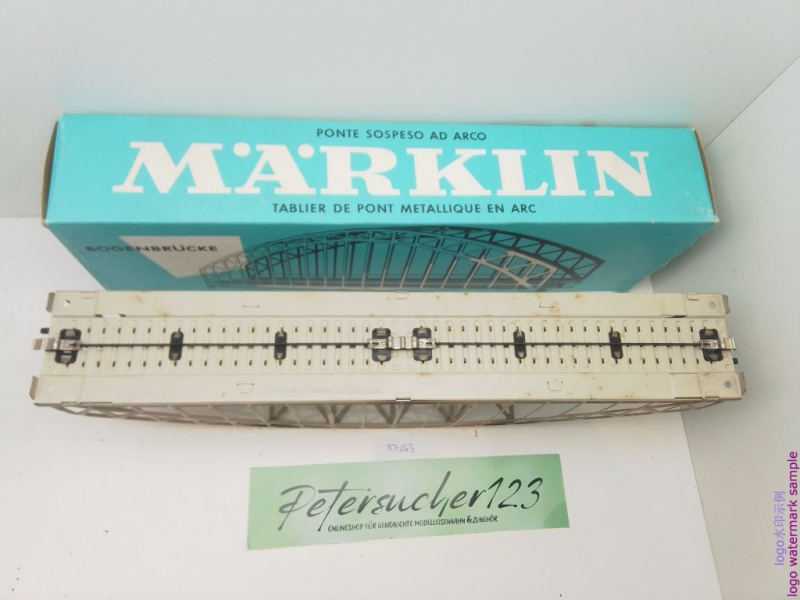 PONTE SOSPESO AD ARCO
MÄRKLIN
TABLIER DE PONT METALLIQUE EN ARC
BOGENBRÜCKE
Petersucher123
ONLINESHOP FÜR GEBRAUCHTE MODELLEISENBAHN & ZUBEHÖR
logo水印示例
logo watermark sample